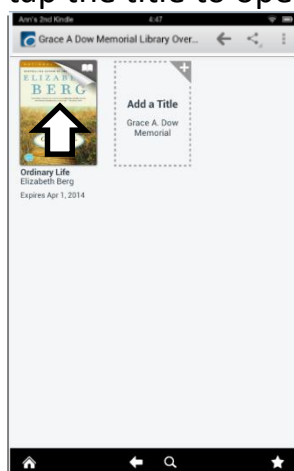 tap the title to ope
Ann's 2nd Kindle
4:47
Grace A Dow Memorial Library Over...
ELIZABETH
BERG
Add a Title
Grace A. Dow
Memorial
Ordinary Life
Elizabeth Berg
Expires Apr 1, 2014